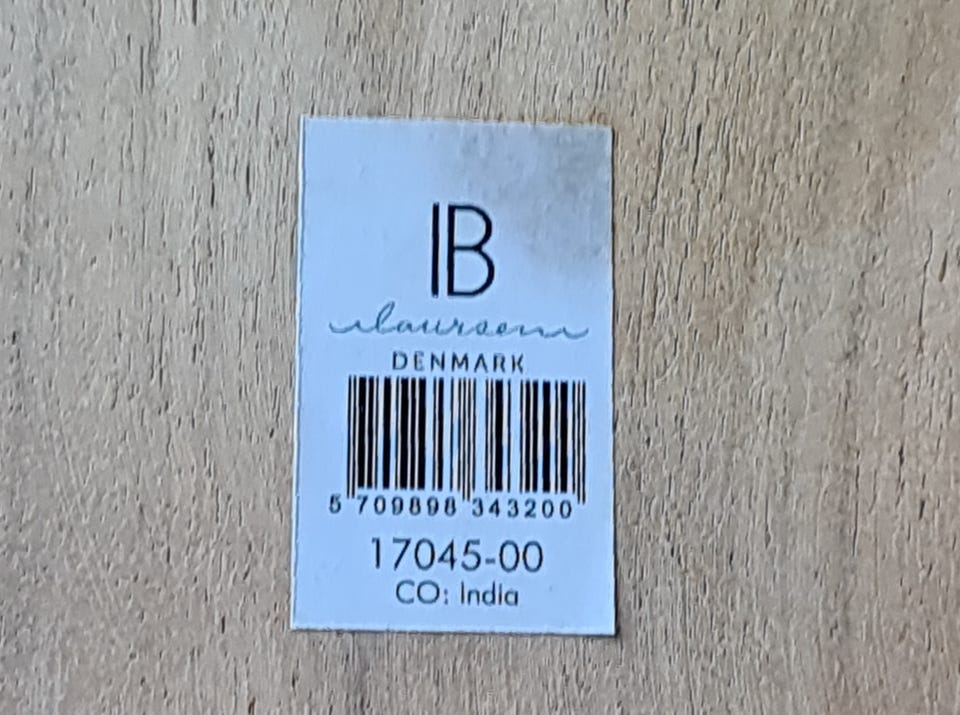 IB
laursen
DENMARK
5 709898 343200
17045-00
CO: India